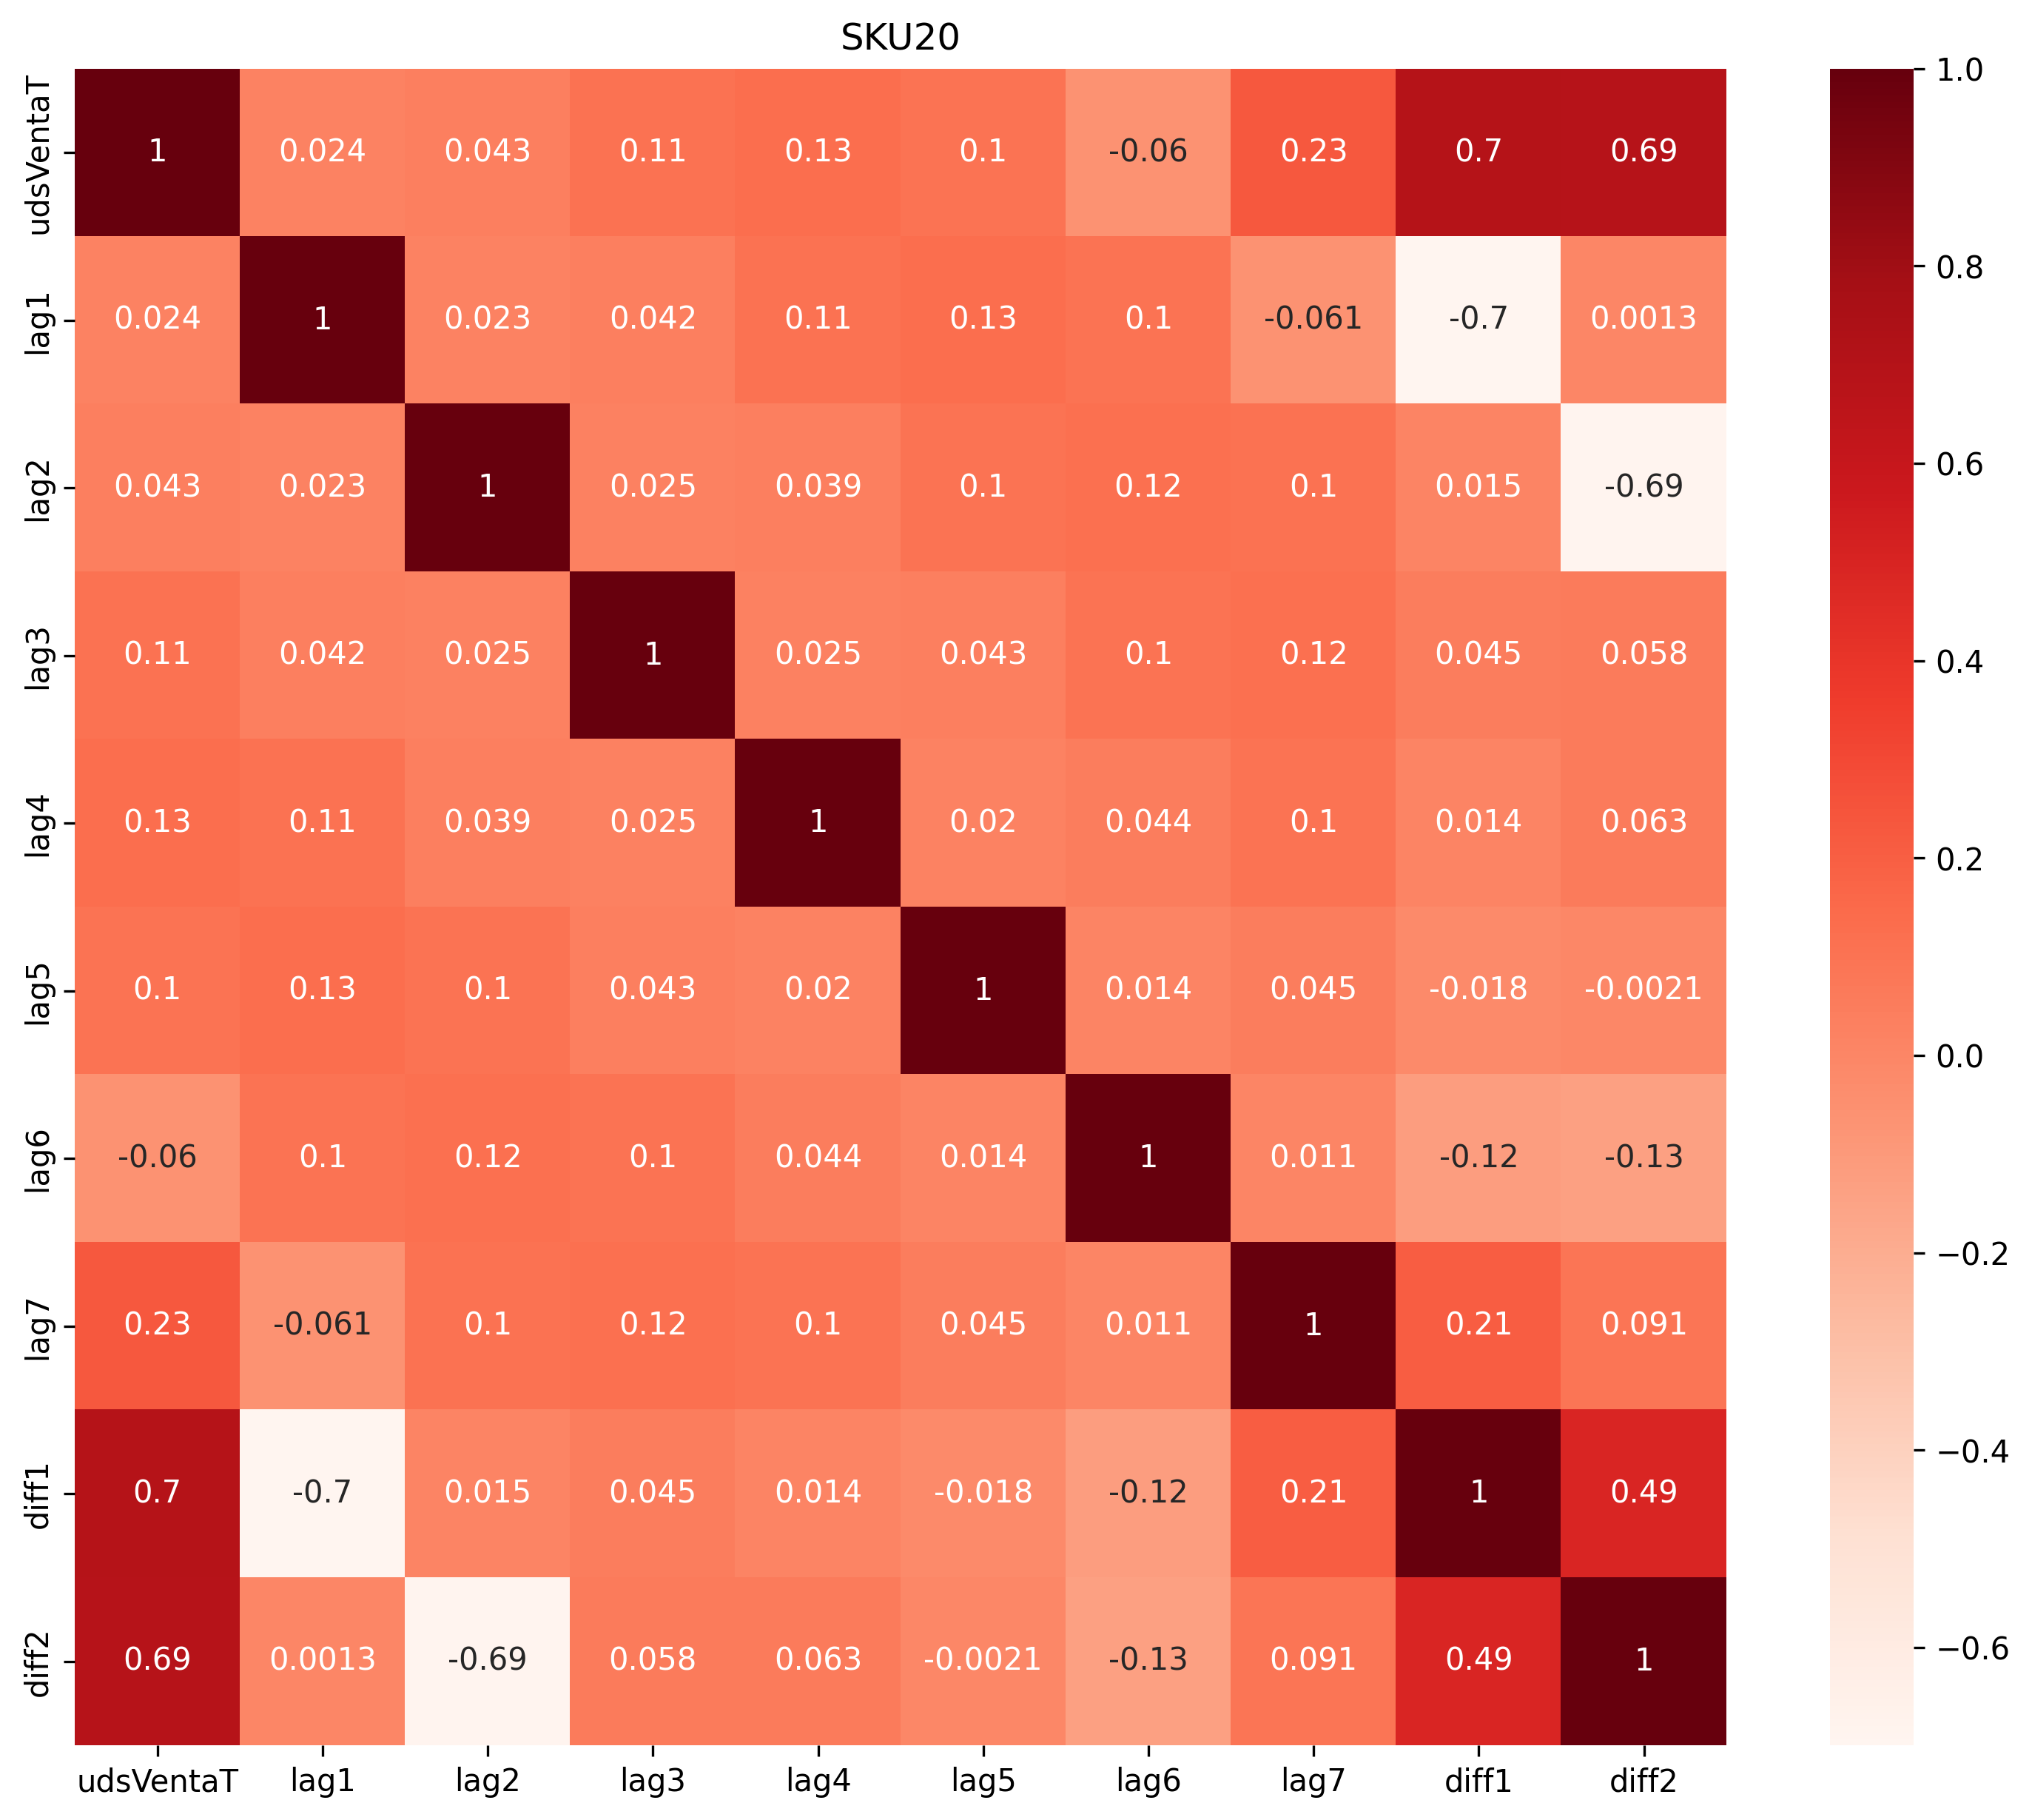 SKU20
udsVentaT 1 0.024 0.043 0.11 0.13 0.1 -0.06 0.23 0.7 0.69
lag1 0.024 1 0.023 0.042 0.11 0.13 0.1 -0.061 -0.7 0.0013
lag2 0.043 0.023 1 0.025 0.039 0.1 0.12 0.1 0.015 -0.69
lag3 0.11 0.042 0.025 1 0.025 0.043 0.1 0.12 0.045 0.058
lag4 0.13 0.11 0.039 0.025 1 0.02 0.044 0.1 0.014 0.063
lag5 0.1 0.13 0.1 0.043 0.02 1 0.014 0.045 -0.018 -0.0021
lag6 -0.06 0.1 0.12 0.1 0.044 0.014 1 0.011 -0.12 -0.13
lag7 0.23 -0.061 0.1 0.12 0.1 0.045 0.011 1 0.21 0.091
diff1 0.7 -0.7 0.015 0.045 0.014 -0.018 -0.12 0.21 1 0.49
diff2 0.69 0.0013 -0.69 0.058 0.063 -0.0021 -0.13 0.091 0.49 1
udsVentaT lag1 lag2 lag3 lag4 lag5 lag6 lag7 diff1 diff2
1.0
0.8
0.6
0.4
0.2
0.0
−0.2
−0.4
−0.6